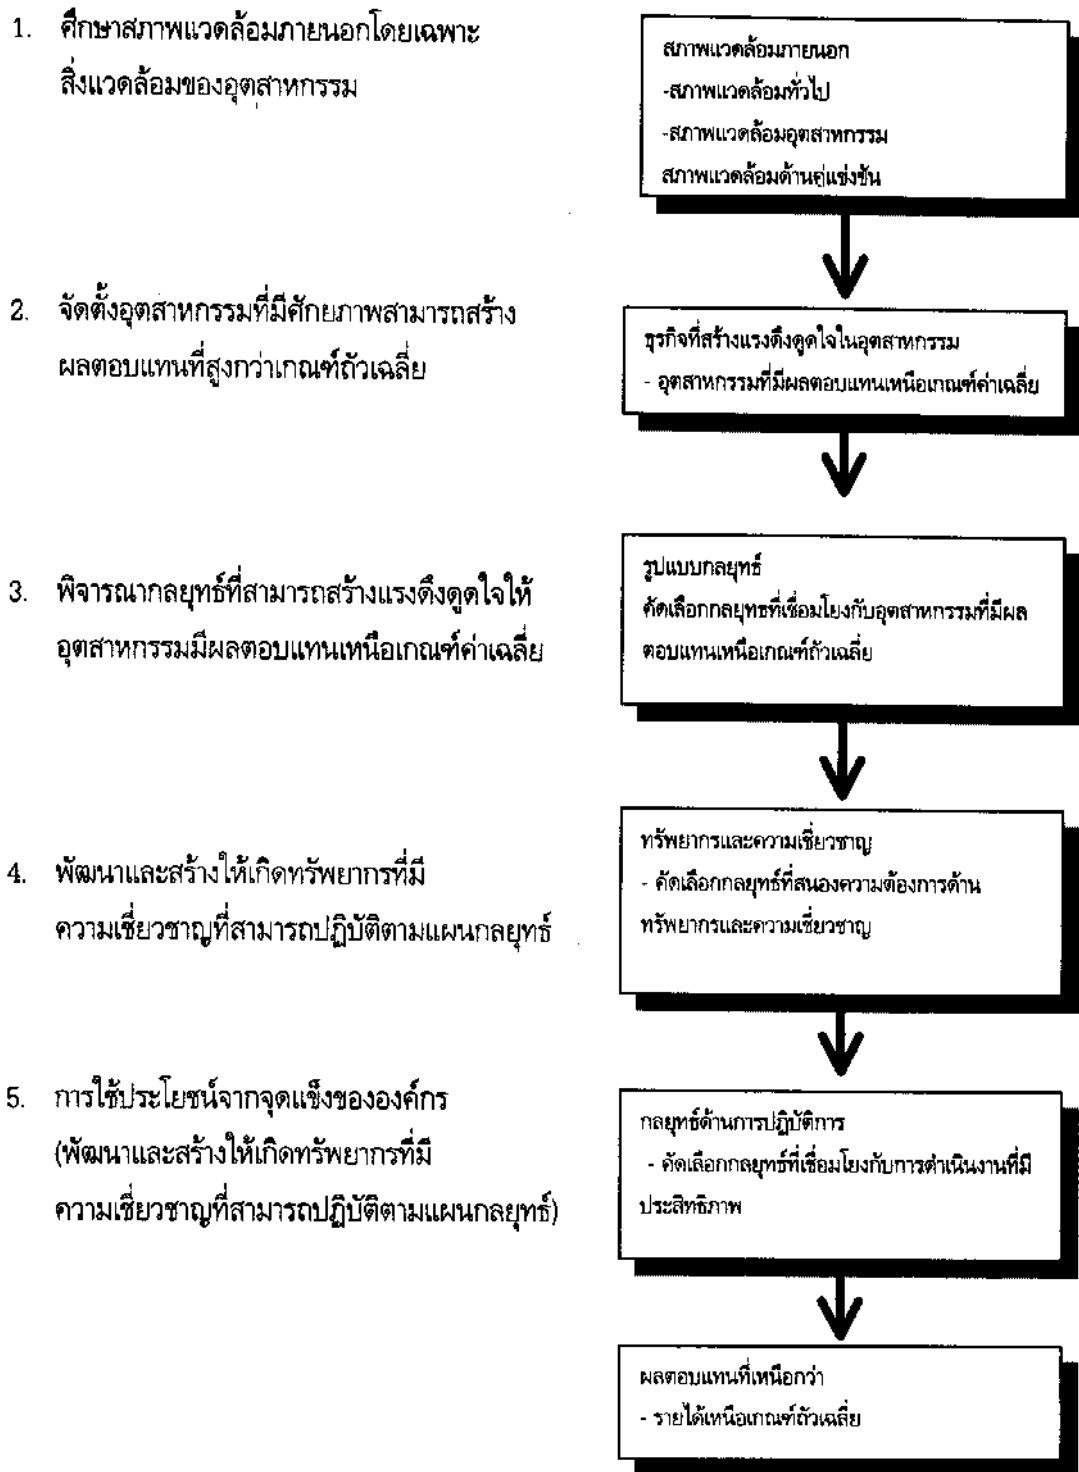 1. ศึกษาสภาพแวดล้อมภายนอกโดยเฉพาะ
สิ่งแวดล้อมของอุตสาหกรรม
สภาพแวดล้อมภายนอก
-สภาพแวดล้อมทั่วไป
-สภาพแวดล้อมอุตสาหกรรม
สภาพแวดล้อมด้านคู่แข่งขัน
2. จัดตั้งอุตสาหกรรมที่มีศักยภาพสามารถสร้าง
ผลตอบแทนที่สูงกว่าเกณฑ์ถัวเฉลี่ย
ธุรกิจที่สร้างแรงดึงดูดใจในอุตสาหกรรม
- อุตสาหกรรมที่มีผลตอบแทนเหนือเกณฑ์ค่าเฉลี่ย
3. พิจารณากลยุทธ์ที่สามารถสร้างแรงดึงดูดใจให้
อุตสาหกรรมมีผลตอบแทนเหนือเกณฑ์ค่าเฉลี่ย
รูปแบบกลยุทธ์
คัดเลือกกลยุทธที่เชื่อมโยงกับอุตสาหกรรมที่มีผล
ตอบแทนเหนือเกณฑ์ถัวเฉลี่ย
4. พัฒนาและสร้างให้เกิดทรัพยากรที่มี
ความเชี่ยวชาญที่สามารถปฏิบัติตามแผนกลยุทธ์
ทรัพยากรและความเชี่ยวชาญ
- คัดเลือกกลยุทธ์ที่สนองความต้องการด้าน
ทรัพยากรและความเชี่ยวชาญ
5. การใช้ประโยชน์จากจุดแข็งขององค์กร
(พัฒนาและสร้างให้เกิดทรัพยากรที่มี
ความเชี่ยวชาญที่สามารถปฏิบัติตามแผนกลยุทธ์)
กลยุทธ์ด้านการปฏิบัติการ
- คัดเลือกกลยุทธ์ที่เชื่อมโยงกับการดำเนินงานที่มี
ประสิทธิภาพ
ผลตอบแทนที่เหนือกว่า
- รายได้เหนือเกณฑ์ถัวเฉลี่ย